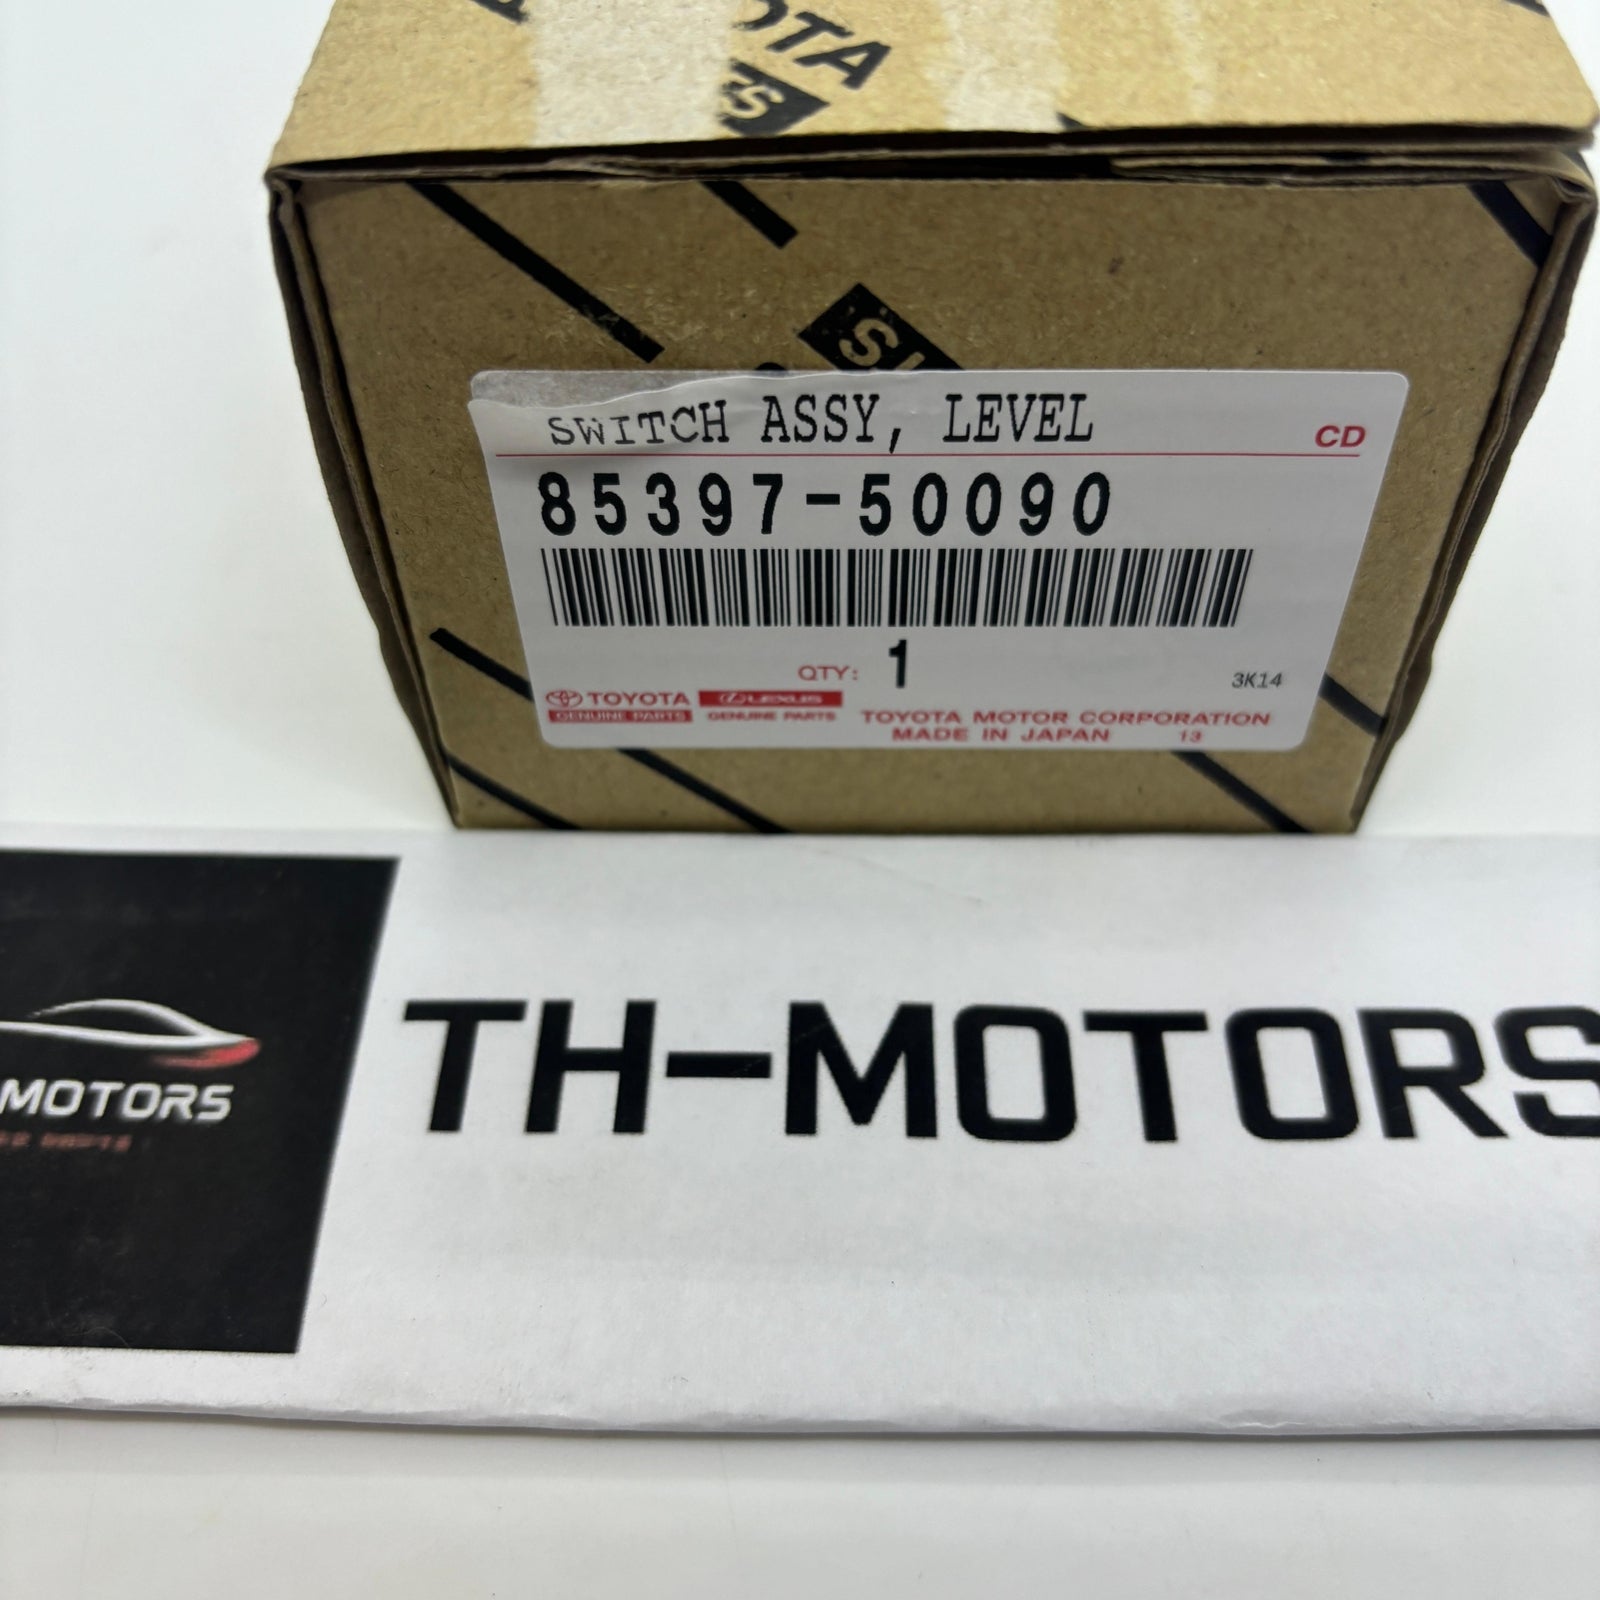 SWITCH ASSY, LEVEL
CD
85397-50090
QTY: 1
3K14
TOYOTA LEXUS
GENUINE PARTS GENUINE PARTS
TOYOTA MOTOR CORPORATION
MADE IN JAPAN 13
TH-MOTORS
MOTORS